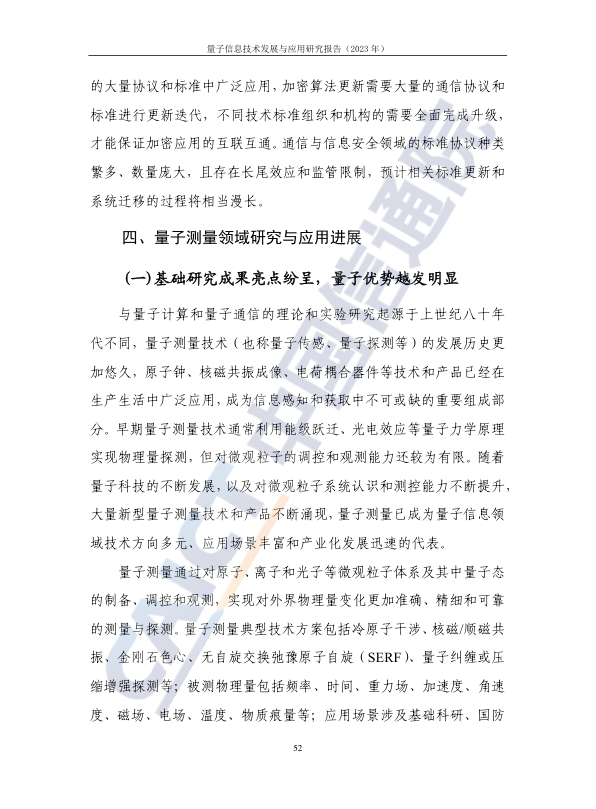 量子信息技术发展与应用研究报告（2023 年）
的大量协议和标准中广泛应用，加密算法更新需要大量的通信协议和
标准进行更新迭代，不同技术标准组织和机构的需要全面完成升级，
才能保证加密应用的互联互通。通信与信息安全领域的标准协议种类
繁多、数量庞大，且存在长尾效应和监管限制，预计相关标准更新和
系统迁移的过程将相当漫长。
四、量子测量领域研究与应用进展
(一)基础研究成果亮点纷呈，量子优势越发明显
与量子计算和量子通信的理论和实验研究起源于上世纪八十年
代不同，量子测量技术（也称量子传感、量子探测等）的发展历史更
加悠久，原子钟、核磁共振成像、电荷耦合器件等技术和产品已经在
生产生活中广泛应用，成为信息感知和获取中不可或缺的重要组成部
分。早期量子测量技术通常利用能级跃迁、光电效应等量子力学原理
实现物理量探测，但对微观粒子的调控和观测能力还较为有限。随着
量子科技的不断发展，以及对微观粒子系统认识和测控能力不断提升，
大量新型量子测量技术和产品不断涌现，量子测量已成为量子信息领
域技术方向多元、应用场景丰富和产业化发展迅速的代表。
量子测量通过对原子、离子和光子等微观粒子体系及其中量子态
的制备、调控和观测，实现对外界物理量变化更加准确、精细和可靠
的测量与探测。量子测量典型技术方案包括冷原子干涉、核磁/顺磁共
振、金刚石色心、无自旋交换弛豫原子自旋（SERF）、量子纠缠或压
缩增强探测等；被测物理量包括频率、时间、重力场、加速度、角速
度、磁场、电场、温度、物质痕量等；应用场景涉及基础科研、国防
52
CAICT 中国信通院